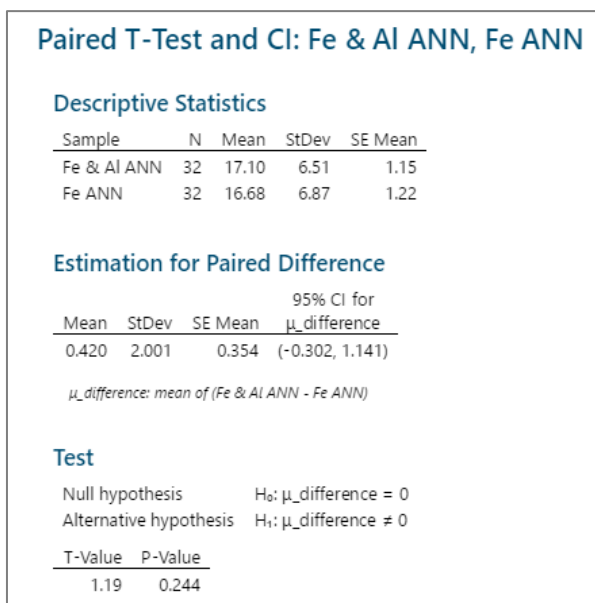 Paired T-Test and CI: Fe & Al ANN, Fe ANN
Descriptive Statistics
Sample N Mean StDev SE Mean
Fe & Al ANN 32 17.10 6.51 1.15
Fe ANN 32 16.68 6.87 1.22
Estimation for Paired Difference
95% CI for
Mean StDev SE Mean μ_difference
0.420 2.001 0.354 (-0.302, 1.141)
μ_difference: mean of (Fe & Al ANN - Fe ANN)
Test
Null hypothesis H₀: μ_difference = 0
Alternative hypothesis H₁: μ_difference ≠ 0
T-Value P-Value
1.19 0.244